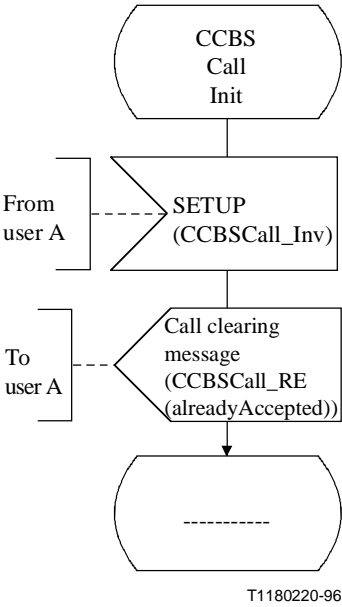 CCBS
Call
Init
From
user A
SETUP
(CCBSCall_Inv)
To
user A
Call clearing
message
(CCBSCall_RE
(alreadyAccepted))
-----------
T1180220-96